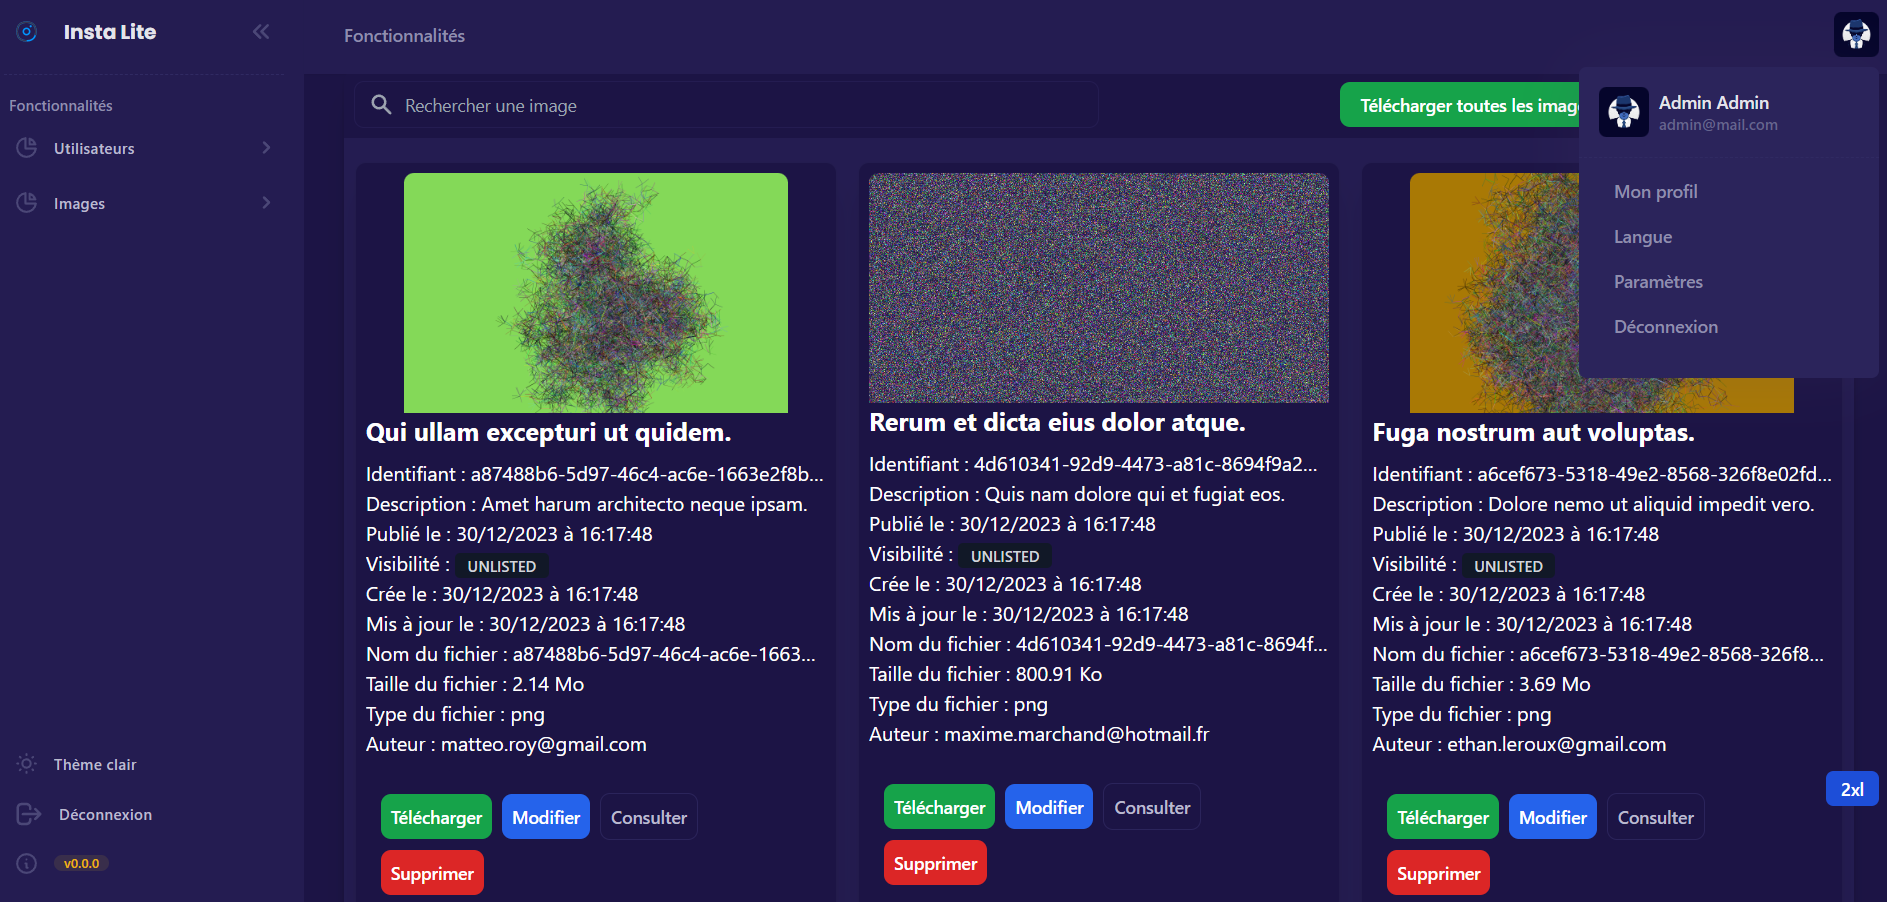 Insta Lite
Fonctionnalités
Utilisateurs
Images
Thème clair
Déconnexion
v0.0.0
Fonctionnalités
Rechercher une image
Télécharger toutes les imag
Admin Admin
admin@mail.com
Mon profil
Langue
Paramètres
Déconnexion
Qui ullam excepturi ut quidem.
Identifiant : a87488b6-5d97-46c4-ac6e-1663e2f8b...
Description : Amet harum architecto neque ipsam.
Publié le : 30/12/2023 à 16:17:48
Visibilité : UNLISTED
Crée le : 30/12/2023 à 16:17:48
Mis à jour le : 30/12/2023 à 16:17:48
Nom du fichier : a87488b6-5d97-46c4-ac6e-1663...
Taille du fichier : 2.14 Mo
Type du fichier : png
Auteur : matteo.roy@gmail.com
Télécharger
Modifier
Consulter
Supprimer
Rerum et dicta eius dolor atque.
Identifiant : 4d610341-92d9-4473-a81c-8694f9a2...
Description : Quis nam dolore qui et fugiat eos.
Publié le : 30/12/2023 à 16:17:48
Visibilité : UNLISTED
Crée le : 30/12/2023 à 16:17:48
Mis à jour le : 30/12/2023 à 16:17:48
Nom du fichier : 4d610341-92d9-4473-a81c-8694f...
Taille du fichier : 800.91 Ko
Type du fichier : png
Auteur : maxime.marchand@hotmail.fr
Télécharger
Modifier
Consulter
Supprimer
Fuga nostrum aut voluptas.
Identifiant : a6cef673-5318-49e2-8568-326f8e02fd...
Description : Dolore nemo ut aliquid impedit vero.
Publié le : 30/12/2023 à 16:17:48
Visibilité : UNLISTED
Crée le : 30/12/2023 à 16:17:48
Mis à jour le : 30/12/2023 à 16:17:48
Nom du fichier : a6cef673-5318-49e2-8568-326f8...
Taille du fichier : 3.69 Mo
Type du fichier : png
Auteur : ethan.leroux@gmail.com
Télécharger
Modifier
Consulter
Supprimer
2xl